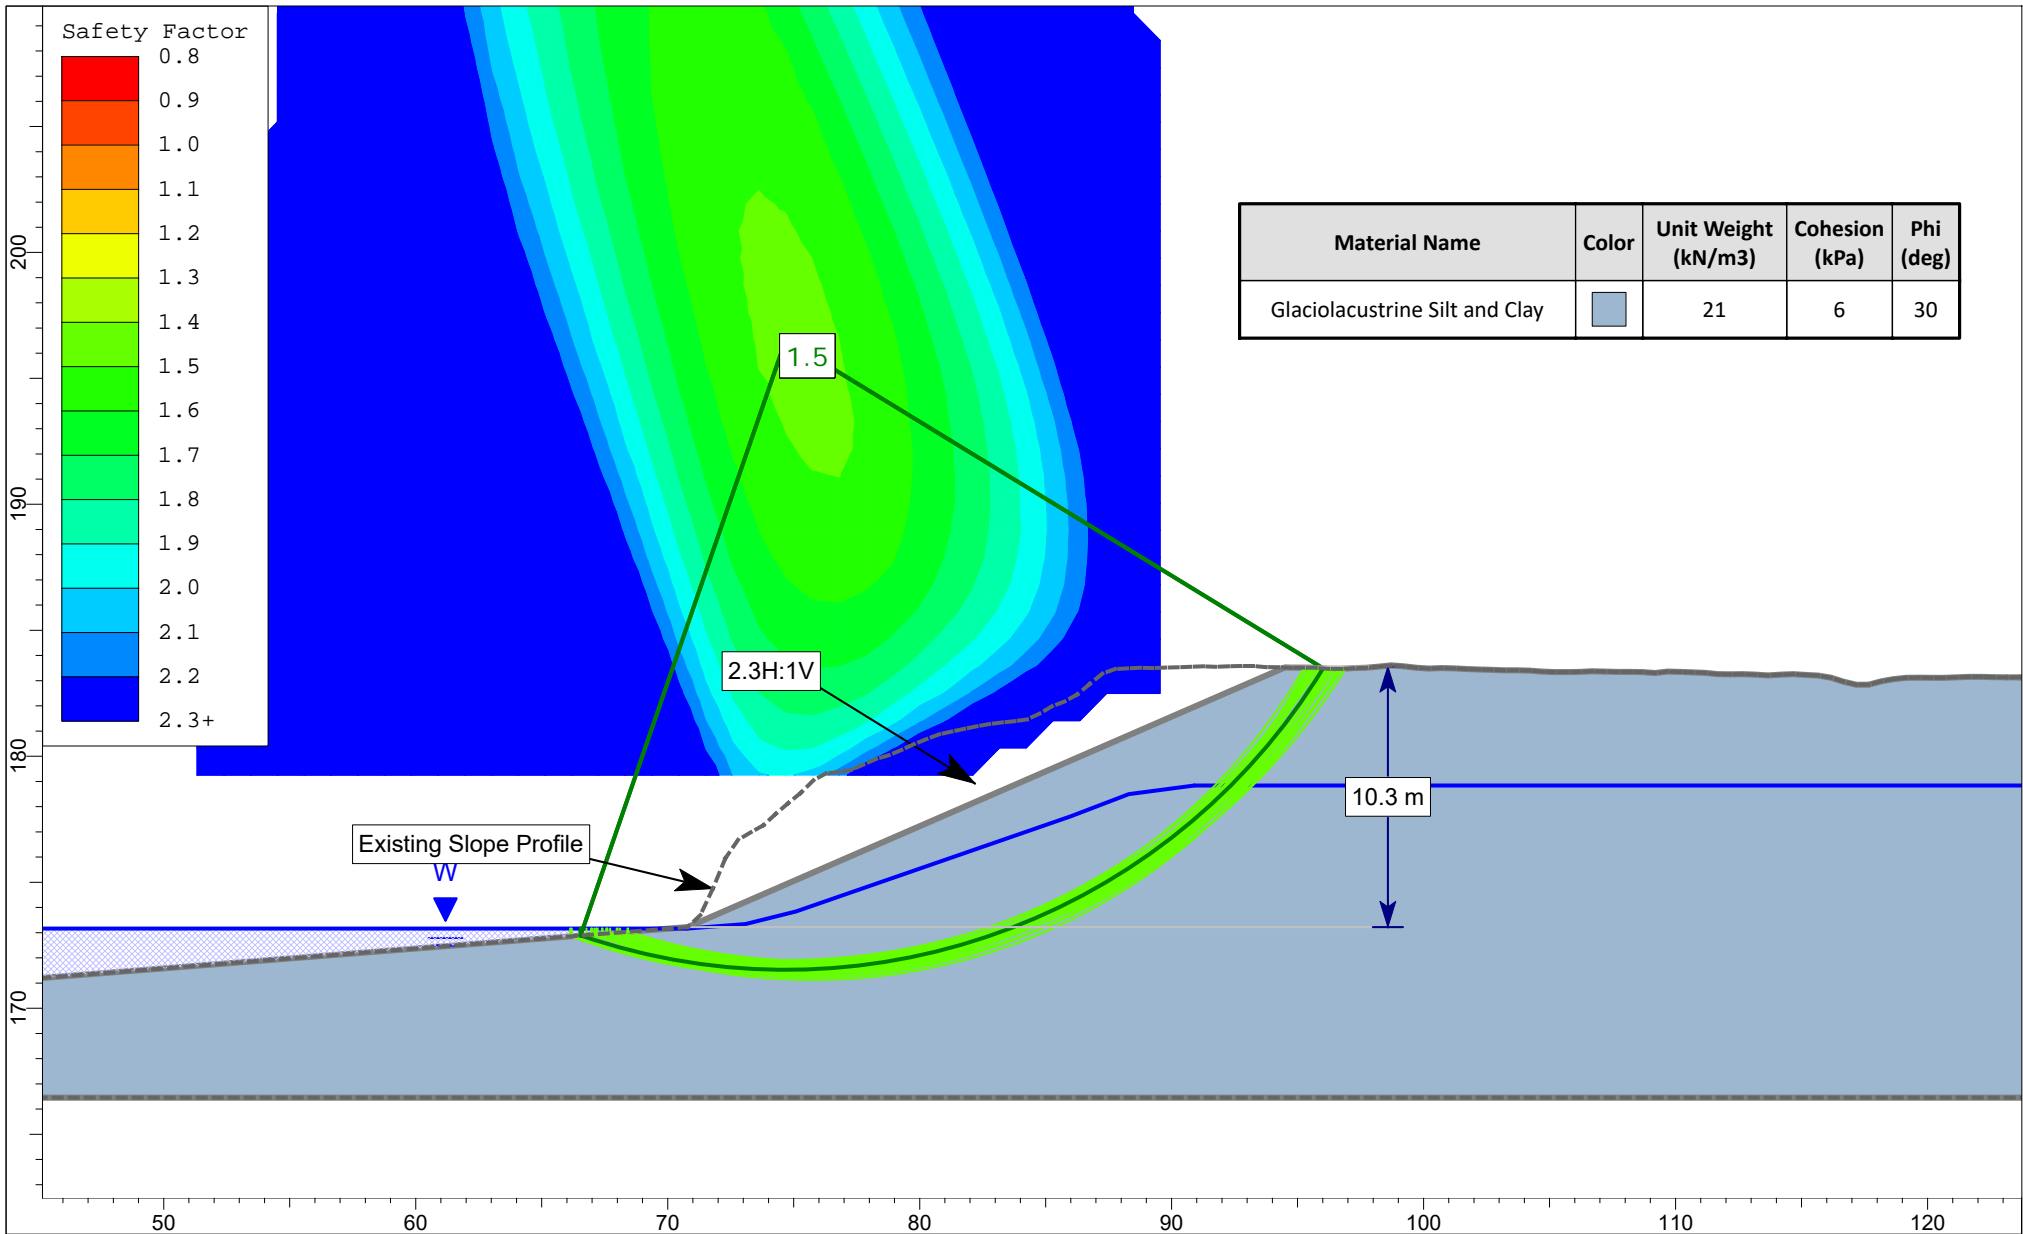 Safety Factor
0.8
0.9
1.0
1.1
1.2
1.3
1.4
1.5
1.6
1.7
1.8
1.9
2.0
2.1
2.2
2.3+
Material Name Color Unit Weight (kN/m3) Cohesion (kPa) Phi (deg)
Glaciolacustrine Silt and Clay 21 6 30
1.5
2.3H:1V
10.3 m
Existing Slope Profile
W
200
190
180
170
50 60 70 80 90 100 110 120